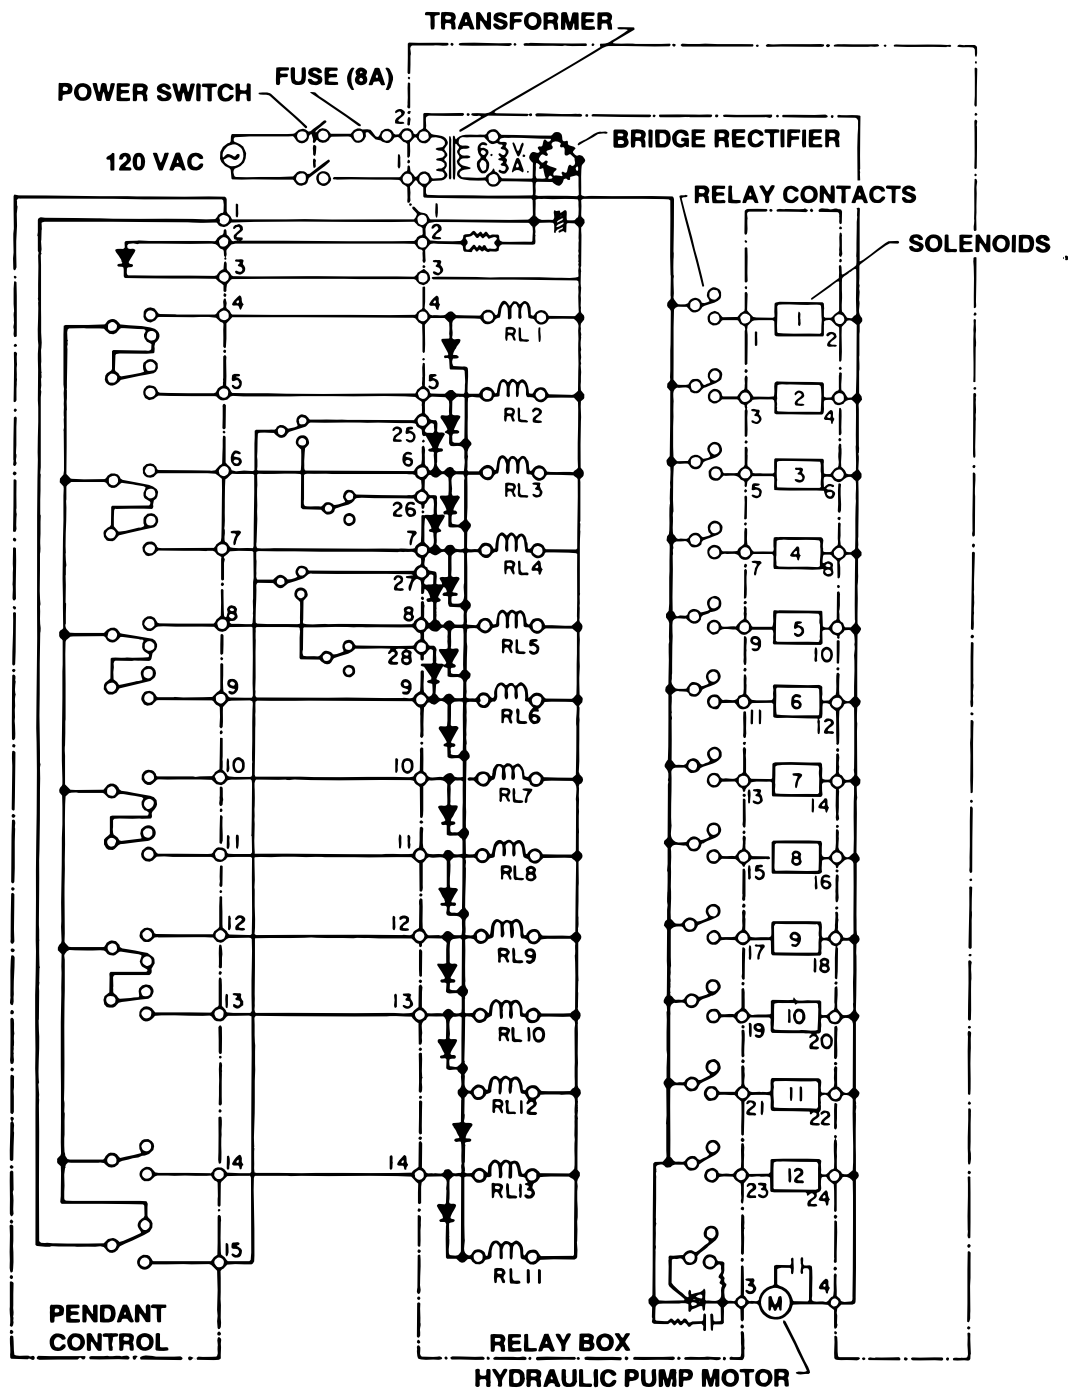 TRANSFORMER
FUSE (8A)
POWER SWITCH
2
BRIDGE RECTIFIER
120 VAC
1
6.3V.
0.3A.
RELAY CONTACTS
1
1
2
2
SOLENOIDS
3
3
4
4
RL1
1
1
2
5
5
RL2
2
3
4
25
6
6
RL3
3
5
6
26
7
7
RL4
4
7
8
27
8
8
RL5
5
9
10
28
9
9
RL6
6
11
12
10
10
RL7
7
13
14
11
11
RL8
8
15
16
12
12
RL9
9
17
18
13
13
RL10
10
19
20
RL12
11
21
22
14
14
RL13
12
23
24
15
RL11
3
M
4
PENDANT
CONTROL
RELAY BOX
HYDRAULIC PUMP MOTOR